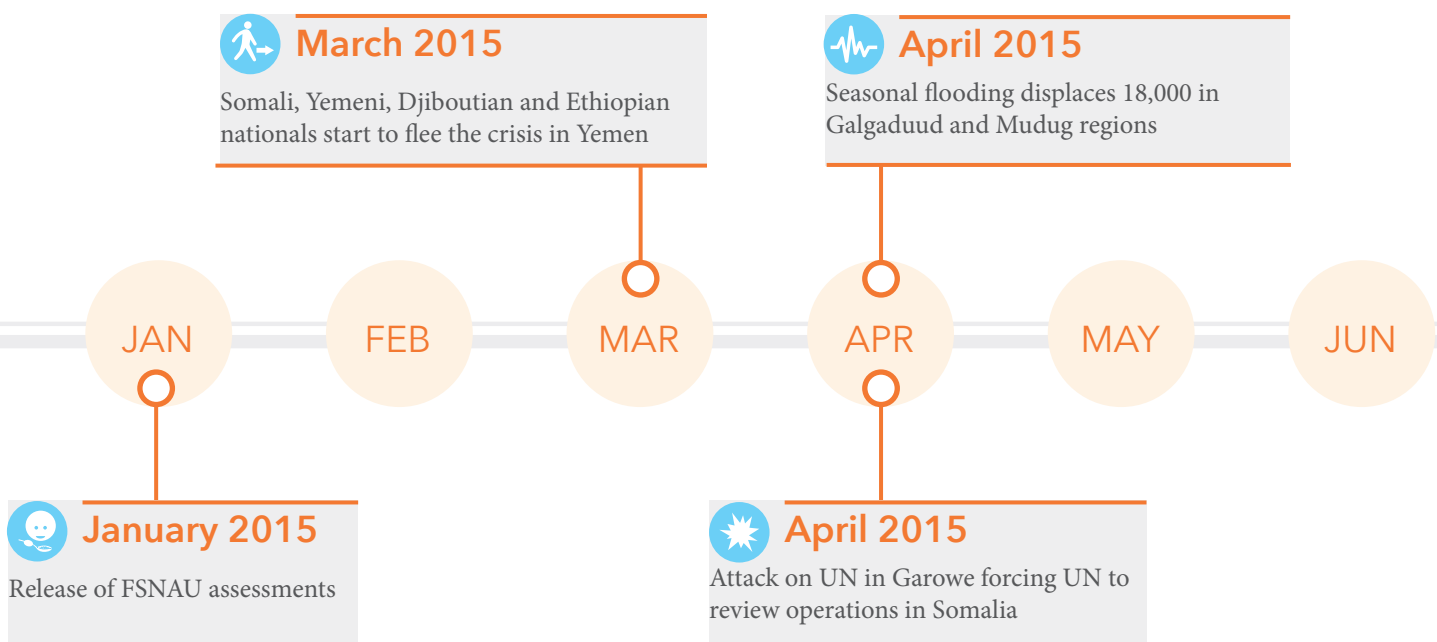 March 2015
Somali, Yemeni, Djiboutian and Ethiopian
nationals start to flee the crisis in Yemen
April 2015
Seasonal flooding displaces 18,000 in
Galgaduud and Mudug regions
JAN
FEB
MAR
APR
MAY
JUN
January 2015
Release of FSNAU assessments
April 2015
Attack on UN in Garowe forcing UN to
review operations in Somalia